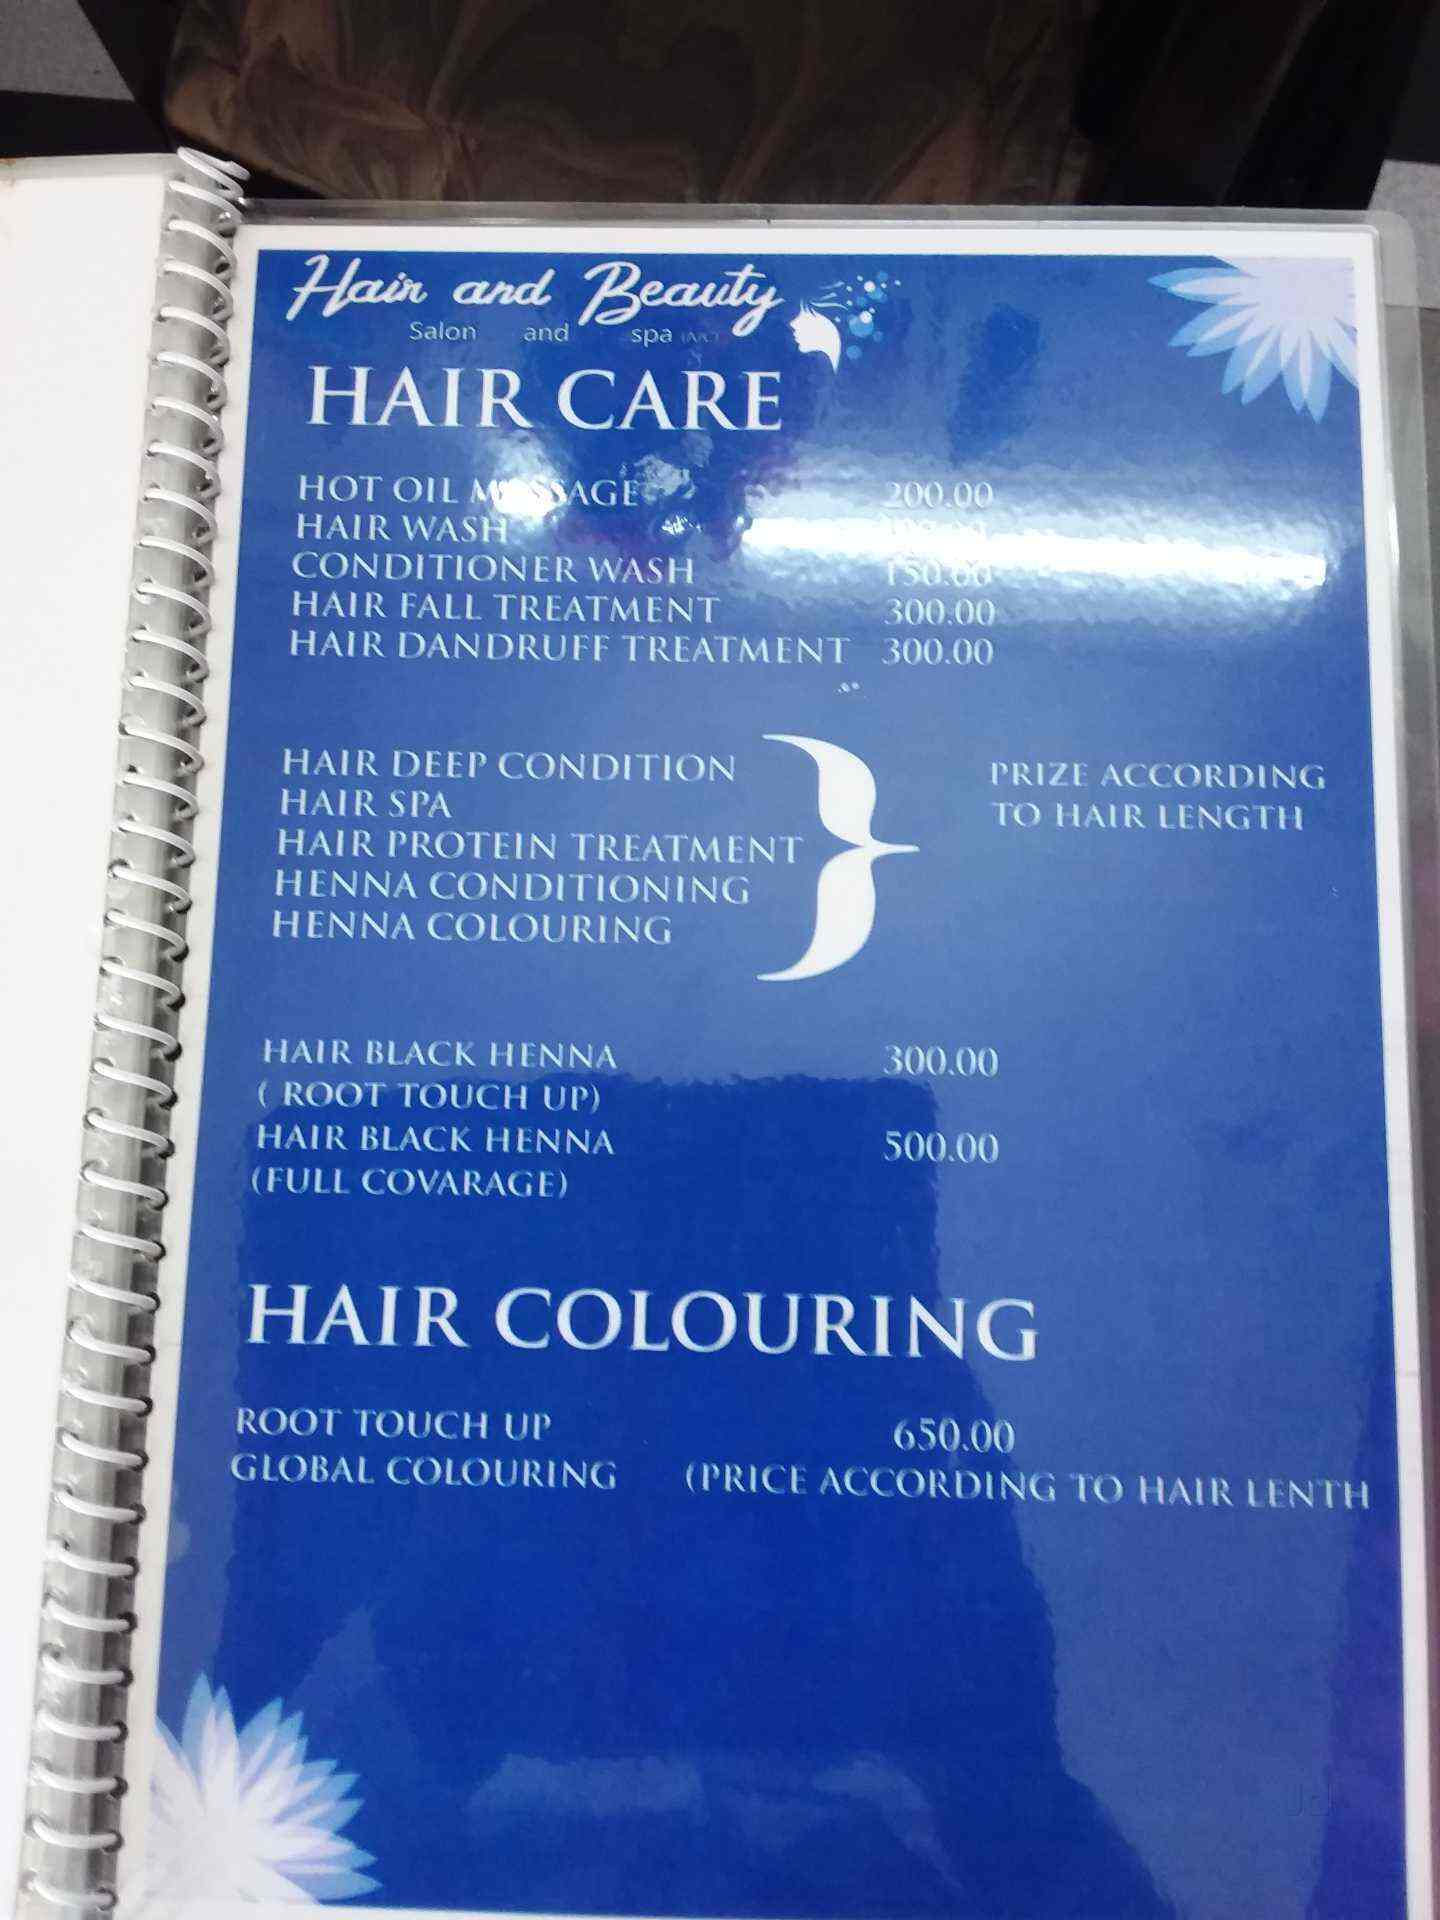 Hair and Beauty
Salon and spa
HAIR CARE
HOT OIL MASSAGE 200.00
HAIR WASH
CONDITIONER WASH 150.00
HAIR FALL TREATMENT 300.00
HAIR DANDRUFF TREATMENT 300.00
HAIR DEEP CONDITION
HAIR SPA
HAIR PROTEIN TREATMENT
HENNA CONDITIONING
HENNA COLOURING
PRIZE ACCORDING
TO HAIR LENGTH
HAIR BLACK HENNA 300.00
( ROOT TOUCH UP)
HAIR BLACK HENNA 500.00
(FULL COVARAGE)
HAIR COLOURING
ROOT TOUCH UP 650.00
GLOBAL COLOURING (PRICE ACCORDING TO HAIR LENTH
Jd